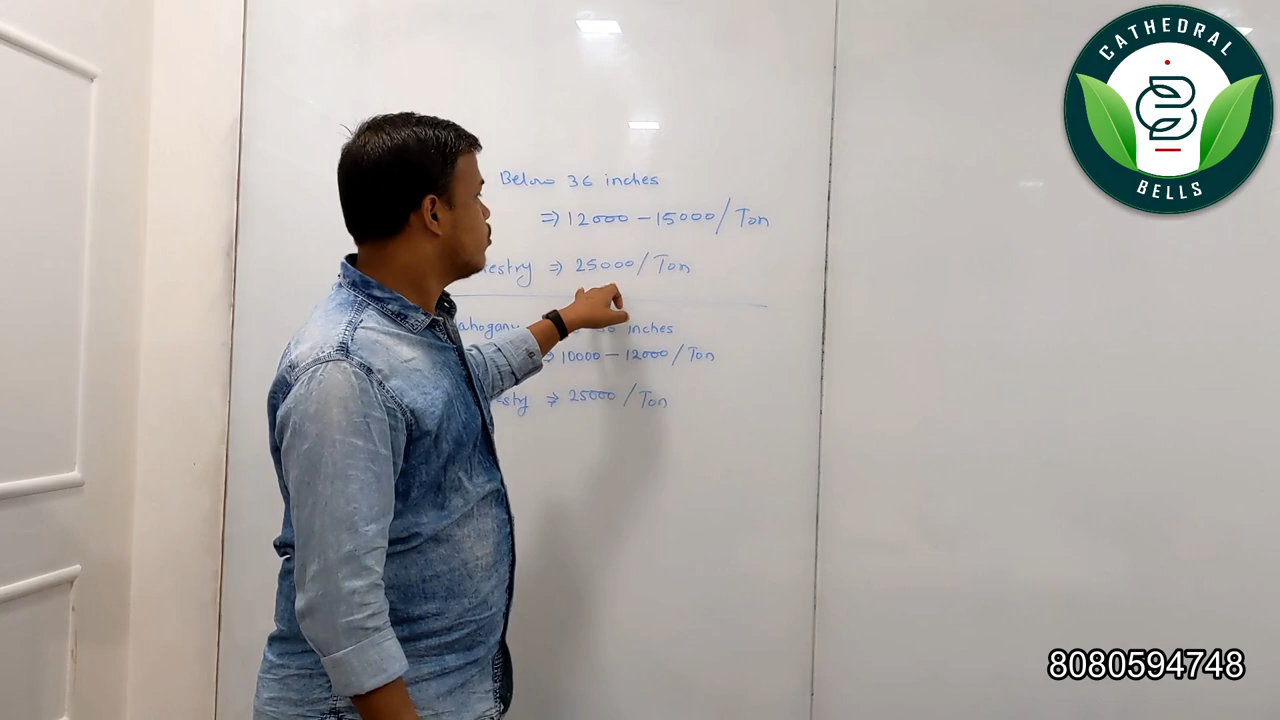 CATHEDRAL
BELLS
Below 36 inches
⇒ 12000 - 15000/Ton
⇒ 25000/Ton
inches
⇒ 10000 - 12000/Ton
⇒ 25000/Ton
8080594748